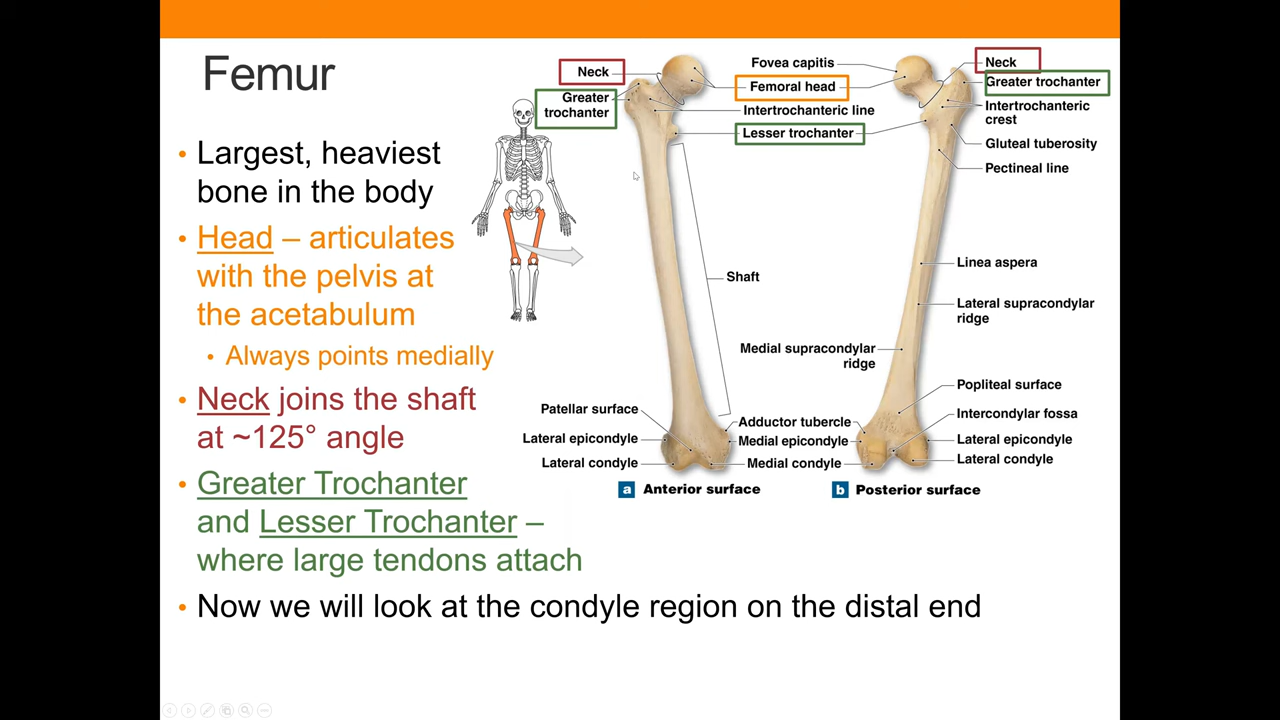 Femur
• Largest, heaviest
bone in the body
• Head – articulates
with the pelvis at
the acetabulum
• Always points medially
• Neck joins the shaft
at ~125° angle
• Greater Trochanter
and Lesser Trochanter –
where large tendons attach
• Now we will look at the condyle region on the distal end
Neck
Greater
trochanter
Fovea capitis
Femoral head
Intertrochanteric line
Lesser trochanter
Shaft
Patellar surface
Lateral epicondyle
Lateral condyle
Adductor tubercle
Medial epicondyle
Medial condyle
a Anterior surface
Neck
Greater trochanter
Intertrochanteric
crest
Gluteal tuberosity
Pectineal line
Linea aspera
Lateral supracondylar
ridge
Medial supracondylar
ridge
Popliteal surface
Intercondylar fossa
Lateral epicondyle
Lateral condyle
b Posterior surface